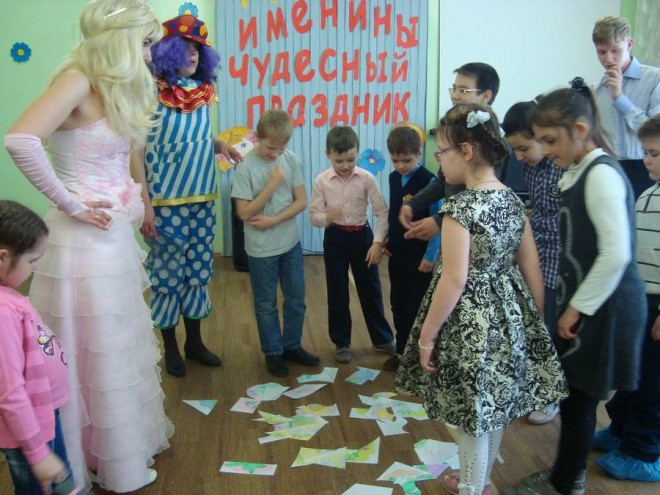 именины
чудесный
праздник